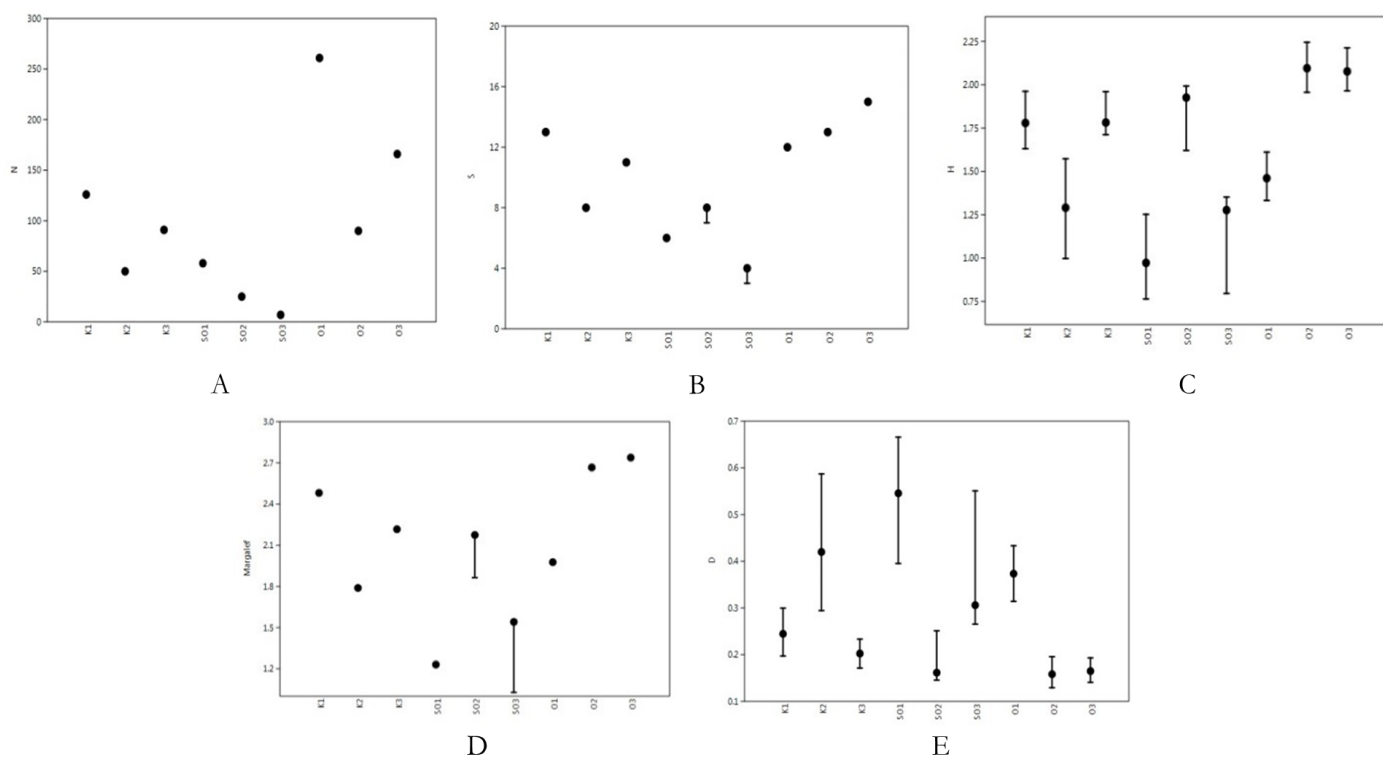 300
250
200
150
100
50
0
N
K1 K2 K3 SO1 SO2 SO3 O1 O2 O3
A
20
16
12
8
4
0
S
K1 K2 K3 SO1 SO2 SO3 O1 O2 O3
B
2.25
2.00
1.75
1.50
1.25
1.00
0.75
H
K1 K2 K3 SO1 SO2 SO3 O1 O2 O3
C
3.0
2.7
2.4
2.1
1.8
1.5
1.2
Margalef
K1 K2 K3 SO1 SO2 SO3 O1 O2 O3
D
0.7
0.6
0.5
0.4
0.3
0.2
0.1
D
K1 K2 K3 SO1 SO2 SO3 O1 O2 O3
E